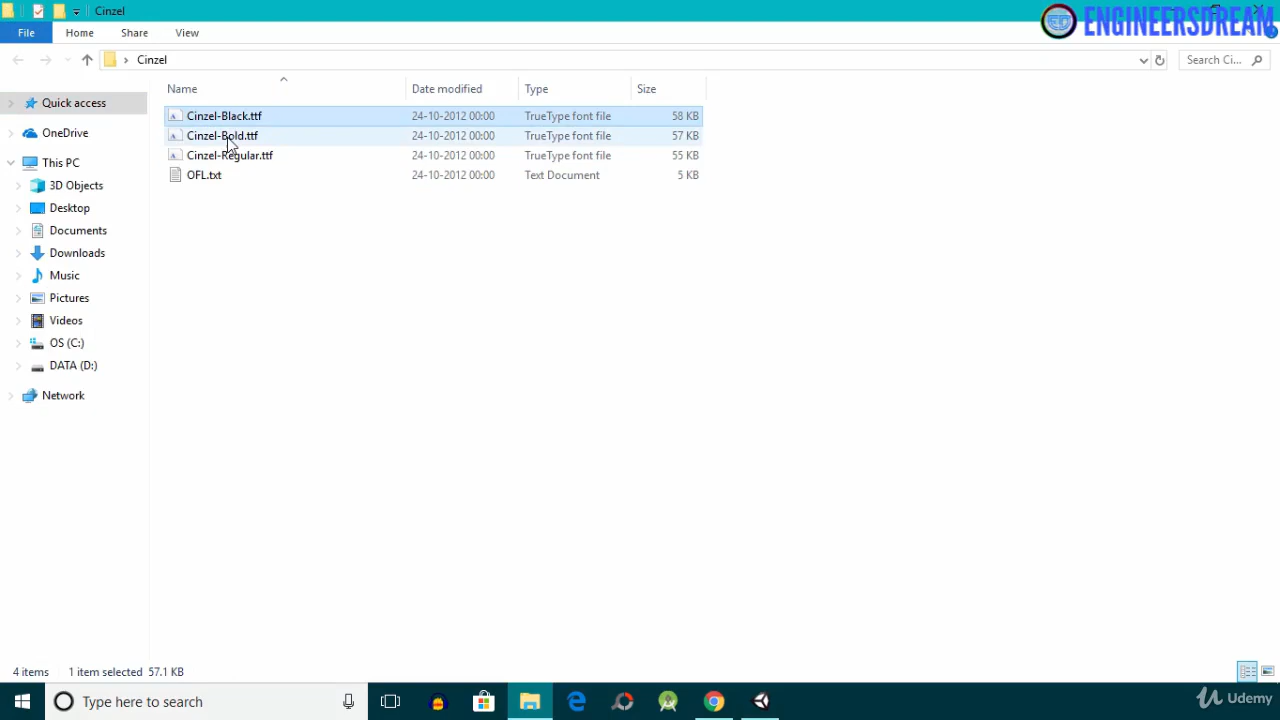 Cinzel
ENGINEERSDREAM
File Home Share View
Cinzel
Search Ci...
Name Date modified Type Size
Quick access
OneDrive
This PC
3D Objects
Desktop
Documents
Downloads
Music
Pictures
Videos
OS (C:)
DATA (D:)
Network
Cinzel-Black.ttf 24-10-2012 00:00 TrueType font file 58 KB
Cinzel-Bold.ttf 24-10-2012 00:00 TrueType font file 57 KB
Cinzel-Regular.ttf 24-10-2012 00:00 TrueType font file 55 KB
OFL.txt 24-10-2012 00:00 Text Document 5 KB
4 items 1 item selected 57.1 KB
Type here to search
Udemy